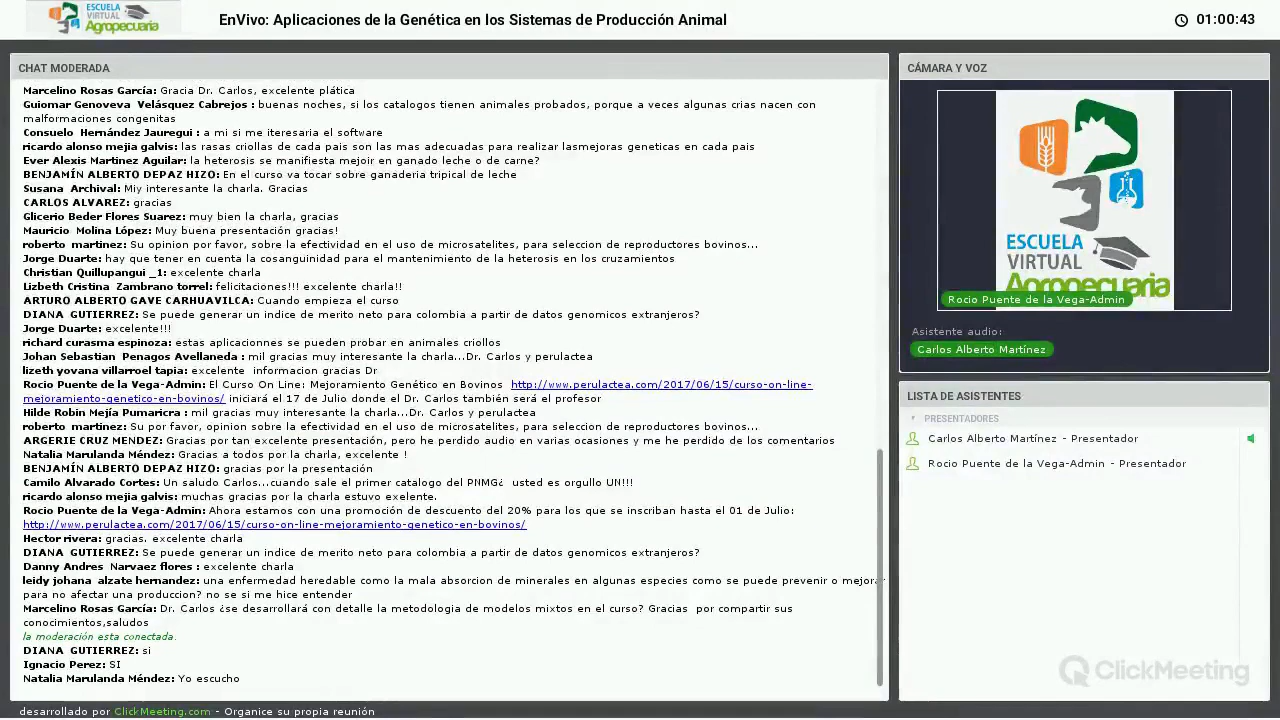 ESCUELA
VIRTUAL
Agropecuaria
EnVivo: Aplicaciones de la Genética en los Sistemas de Producción Animal
01:00:43
CHAT MODERADA
Marcelino Rosas García: Gracia Dr. Carlos, excelente plática
Guiomar Genoveva Velásquez Cabrejos : buenas noches, si los catalogos tienen animales probados, porque a veces algunas crias nacen con
malformaciones congenitas
Consuelo Hernández Jauregui : a mi si me iteresaria el software
ricardo alonso mejia galvis: las rasas criollas de cada pais son las mas adecuadas para realizar lasmejoras geneticas en cada pais
Ever Alexis Martinez Aguilar: la heterosis se manifiesta mejoir en ganado leche o de carne?
BENJAMÍN ALBERTO DEPAZ HIZO: En el curso va tocar sobre ganaderia tripical de leche
Susana Archival: Miy interesante la charla. Gracias
CARLOS ALVAREZ: gracias
Glicerio Beder Flores Suarez: muy bien la charla, gracias
Mauricio Molina López: Muy buena presentación gracias!
roberto martinez: Su opinion por favor, sobre la efectividad en el uso de microsatelites, para seleccion de reproductores bovinos...
Jorge Duarte: hay que tener en cuenta la cosanguinidad para el mantenimiento de la heterosis en los cruzamientos
Christian Quillupangui _1: excelente charla
Lizbeth Cristina Zambrano torrel: felicitaciones!!! excelente charla!!
ARTURO ALBERTO GAVE CARHUAVILCA: Cuando empieza el curso
DIANA GUTIERREZ: Se puede generar un indice de merito neto para colombia a partir de datos genomicos extranjeros?
Jorge Duarte: excelente!!!
richard curasma espinoza: estas aplicacionnes se pueden probar en animales criollos
Johan Sebastian Penagos Avellaneda : mil gracias muy interesante la charla...Dr. Carlos y perulactea
lizeth yovana villarroel tapia: excelente informacion gracias Dr
Rocio Puente de la Vega-Admin: El Curso On Line: Mejoramiento Genético en Bovinos http://www.perulactea.com/2017/06/15/curso-on-line-
mejoramiento-genetico-en-bovinos/ iniciará el 17 de Julio donde el Dr. Carlos también será el profesor
Hilde Robin Mejía Pumaricra : mil gracias muy interesante la charla...Dr. Carlos y perulactea
roberto martinez: Su por favor, opinion sobre la efectividad en el uso de microsatelites, para seleccion de reproductores bovinos...
ARGERIE CRUZ MENDEZ: Gracias por tan excelente presentación, pero he perdido audio en varias ocasiones y me he perdido de los comentarios
Natalia Marulanda Méndez: Gracias a todos por la charla, excelente !
BENJAMÍN ALBERTO DEPAZ HIZO: gracias por la presentación
Camilo Alvarado Cortes: Un saludo Carlos...cuando sale el primer catalogo del PNMG¿ usted es orgullo UN!!!
ricardo alonso mejia galvis: muchas gracias por la charla estuvo exelente.
Rocio Puente de la Vega-Admin: Ahora estamos con una promoción de descuento del 20% para los que se inscriban hasta el 01 de Julio:
http://www.perulactea.com/2017/06/15/curso-on-line-mejoramiento-genetico-en-bovinos/
Hector rivera: gracias. excelente charla
DIANA GUTIERREZ: Se puede generar un indice de merito neto para colombia a partir de datos genomicos extranjeros?
Danny Andres Narvaez flores : excelente charla
leidy johana alzate hernandez: una enfermedad heredable como la mala absorcion de minerales en algunas especies como se puede prevenir o mejorar
para no afectar una produccion? no se si me hice entender
Marcelino Rosas García: Dr. Carlos ¿se desarrollará con detalle la metodologia de modelos mixtos en el curso? Gracias por compartir sus
conocimientos,saludos
la moderación esta conectada.
DIANA GUTIERREZ: si
Ignacio Perez: SI
Natalia Marulanda Méndez: Yo escucho
CÁMARA Y VOZ
ESCUELA
VIRTUAL
Agropecuaria
Rocio Puente de la Vega-Admin
Asistente audio:
Carlos Alberto Martínez
LISTA DE ASISTENTES
PRESENTADORES
Carlos Alberto Martínez - Presentador
Rocio Puente de la Vega-Admin - Presentador
ClickMeeting
desarrollado por ClickMeeting.com - Organice su propia reunión